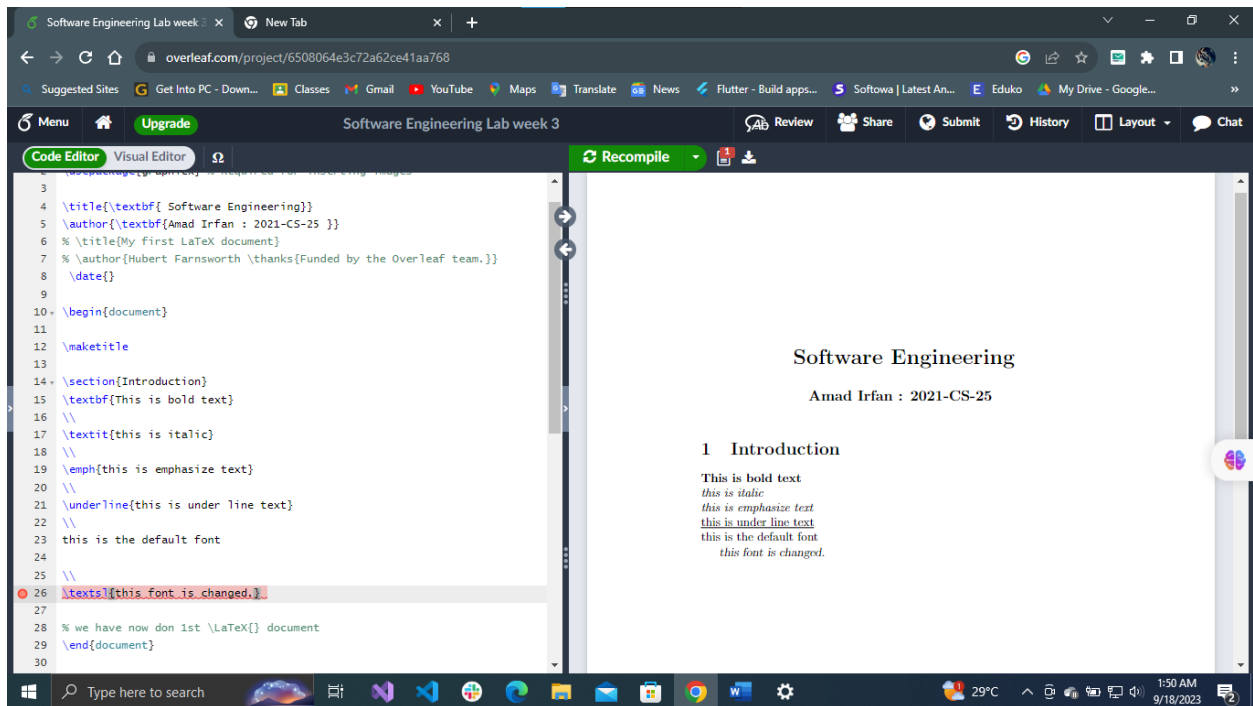 Software Engineering Lab week 3
New Tab
overleaf.com/project/6508064e3c72a62ce41aa768
Suggested Sites
Get Into PC - Down...
Classes
Gmail
YouTube
Maps
Translate
News
Flutter - Build apps...
Softowa | Latest An...
Eduko
My Drive - Google...
»
Menu
Upgrade
Software Engineering Lab week 3
Review
Share
Submit
History
Layout
Chat
Code Editor
Visual Editor
Ω
Recompile
1
2 \usepackage{graphicx} % Required for inserting images
3
4 \title{\textbf{ Software Engineering}}
5 \author{\textbf{Amad Irfan : 2021-CS-25 }}
6 % \title{My first LaTeX document}
7 % \author{Hubert Farnsworth \thanks{Funded by the Overleaf team.}}
8 \date{}
9
10 \begin{document}
11
12 \maketitle
13
14 \section{Introduction}
15 \textbf{This is bold text}
16 \\
17 \textit{this is italic}
18 \\
19 \emph{this is emphasize text}
20 \\
21 \underline{this is under line text}
22 \\
23 this is the default font
24
25 \\
26 \textsl{this font is changed.}
27
28 % we have now don 1st \LaTeX{} document
29 \end{document}
30
Software Engineering
Amad Irfan : 2021-CS-25
1 Introduction
This is bold text
this is italic
this is emphasize text
this is under line text
this is the default font
this font is changed.
Type here to search
29°C
1:50 AM
9/18/2023
2